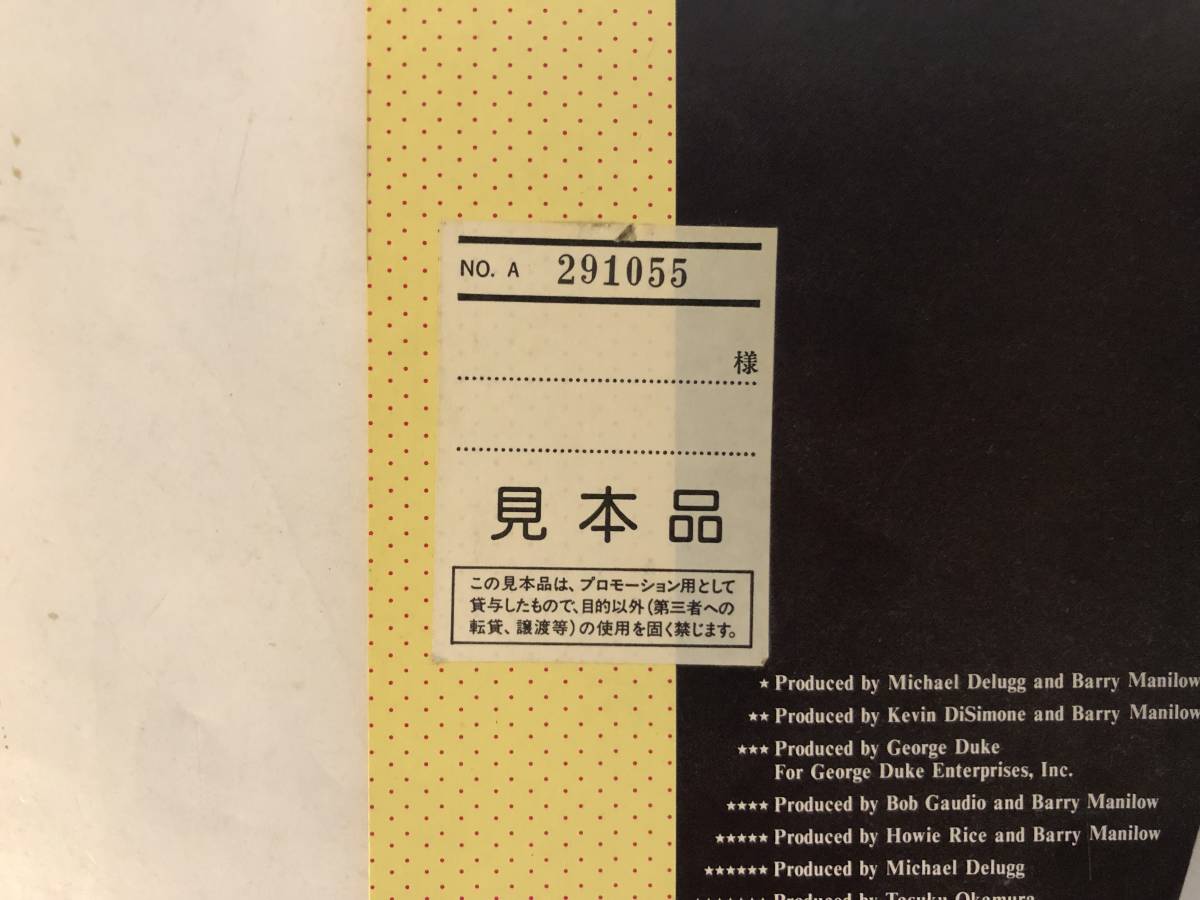 NO. A 291055
様
見本品
この見本品は、プロモーション用として
貸与したもので、目的以外(第三者への
転貸、譲渡等)の使用を固く禁じます。
★ Produced by Michael Delugg and Barry Manilow
★★ Produced by Kevin DiSimone and Barry Manilow
★★★ Produced by George Duke
For George Duke Enterprises, Inc.
★★★★ Produced by Bob Gaudio and Barry Manilow
★★★★★ Produced by Howie Rice and Barry Manilow
★★★★★★ Produced by Michael Delugg
★★★★★★★ Produced by Tasuku Okamura